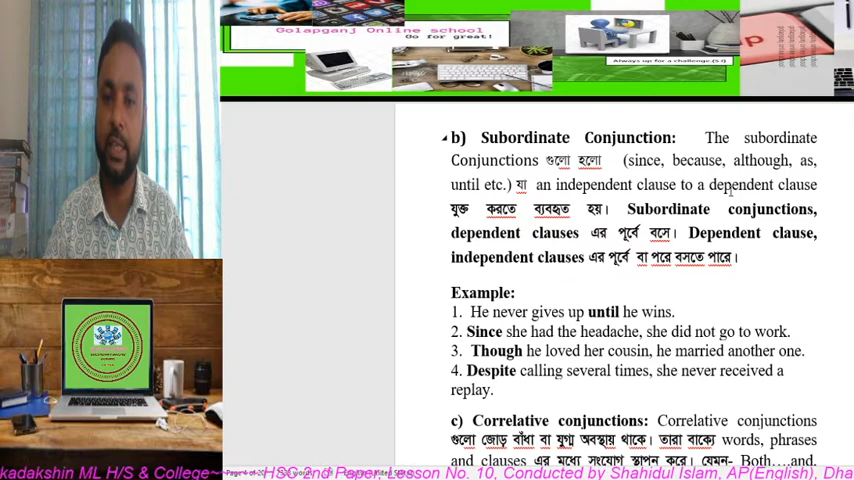 Golapganj Online school
Go for great!
Always up for a challenge.(S.I)
b) Subordinate Conjunction: The subordinate
Conjunctions গুলো হলো (since, because, although, as,
until etc.) যা an independent clause to a dependent clause
যুক্ত করতে ব্যবহৃত হয়। Subordinate conjunctions,
dependent clauses এর পূর্বে বসে। Dependent clause,
independent clauses এর পূর্বে বা পরে বসতে পারে।
Example:
1. He never gives up until he wins.
2. Since she had the headache, she did not go to work.
3. Though he loved her cousin, he married another one.
4. Despite calling several times, she never received a
replay.
c) Correlative conjunctions: Correlative conjunctions
গুলো জোড় বাঁধা বা যুগ্ম অবস্থায় থাকে। তারা বাক্যে words, phrases
and clauses এর মধ্যে সংযোগ স্থাপন করে। যেমন- Both....and,
kadakshin ML H/S & College~ HSC 2nd Paper, Lesson No. 10, Conducted by Shahidul Islam, AP(English), Dha